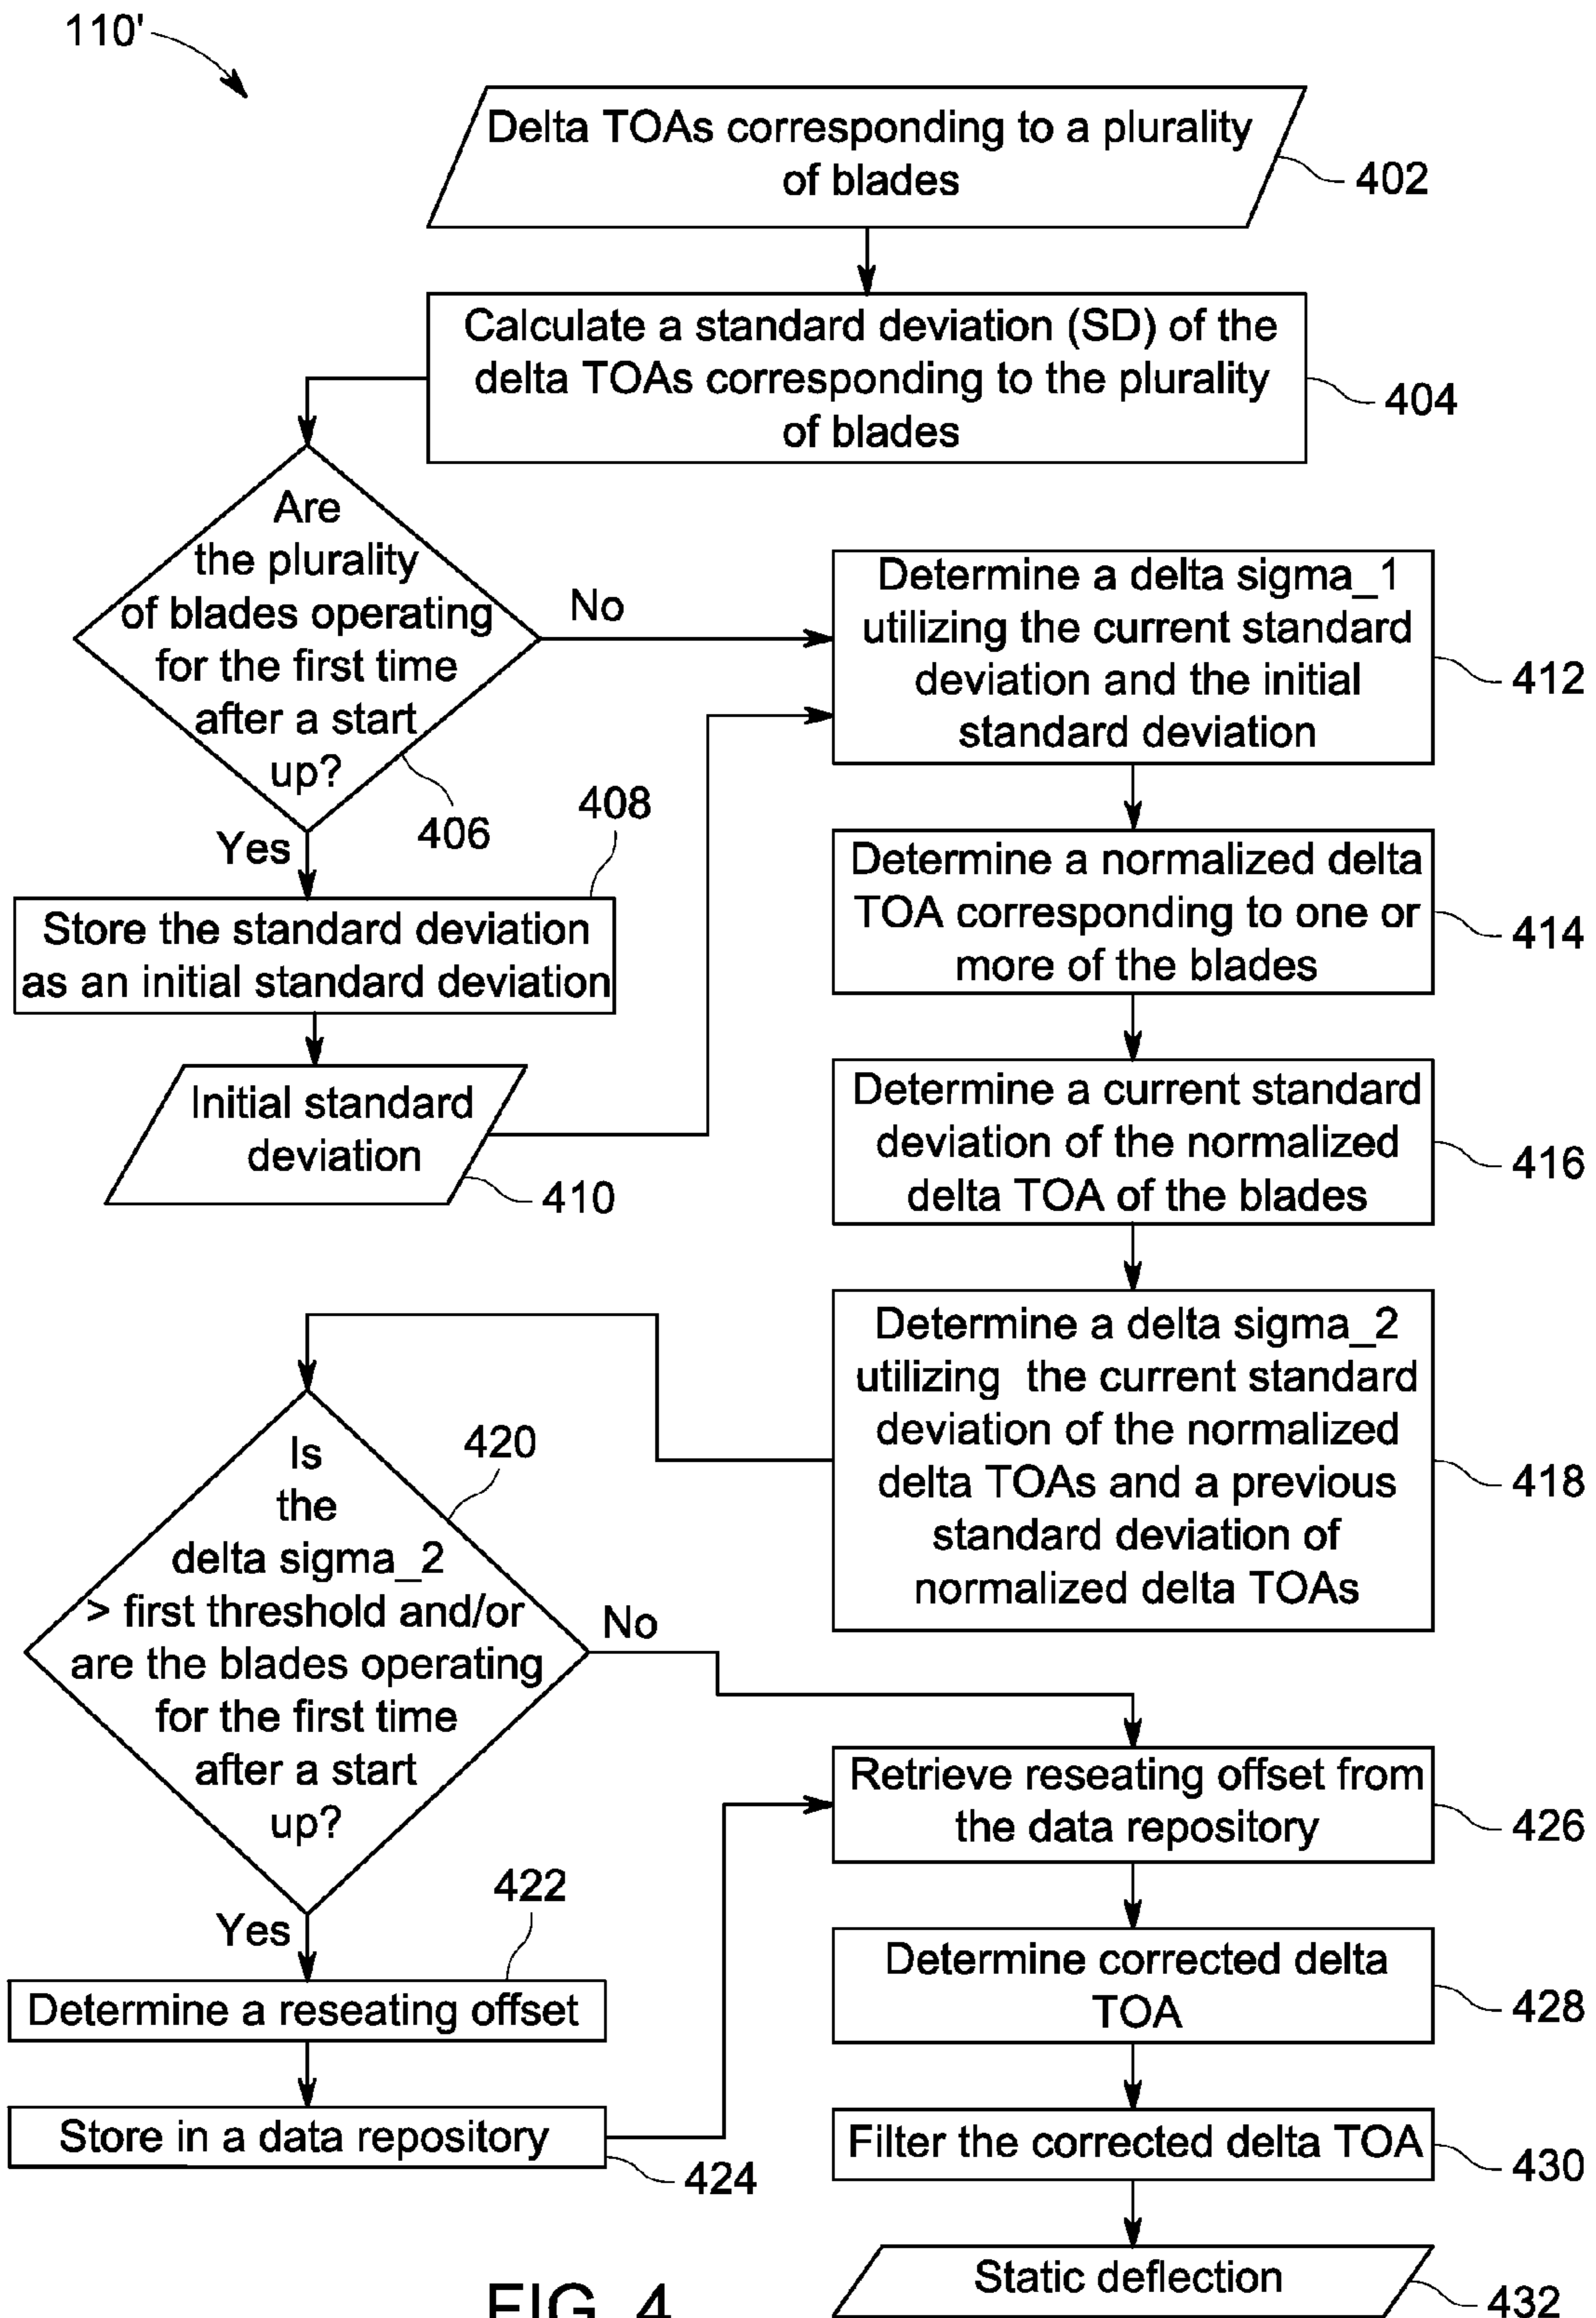 110'
Delta TOAs corresponding to a plurality
of blades
402
Calculate a standard deviation (SD) of the
delta TOAs corresponding to the plurality
of blades
404
Are
the plurality
of blades operating
for the first time
after a start
up?
406
No
Yes
408
Store the standard deviation
as an initial standard deviation
Initial standard
deviation
410
Determine a delta sigma_1
utilizing the current standard
deviation and the initial
standard deviation
412
Determine a normalized delta
TOA corresponding to one or
more of the blades
414
Determine a current standard
deviation of the normalized
delta TOA of the blades
416
Determine a delta sigma_2
utilizing the current standard
deviation of the normalized
delta TOAs and a previous
standard deviation of
normalized delta TOAs
418
Is
the
delta sigma_2
> first threshold and/or
are the blades operating
for the first time
after a start
up?
420
No
Yes
422
Determine a reseating offset
Store in a data repository
424
Retrieve reseating offset from
the data repository
426
Determine corrected delta
TOA
428
Filter the corrected delta TOA
430
Static deflection
432
FIG. 4